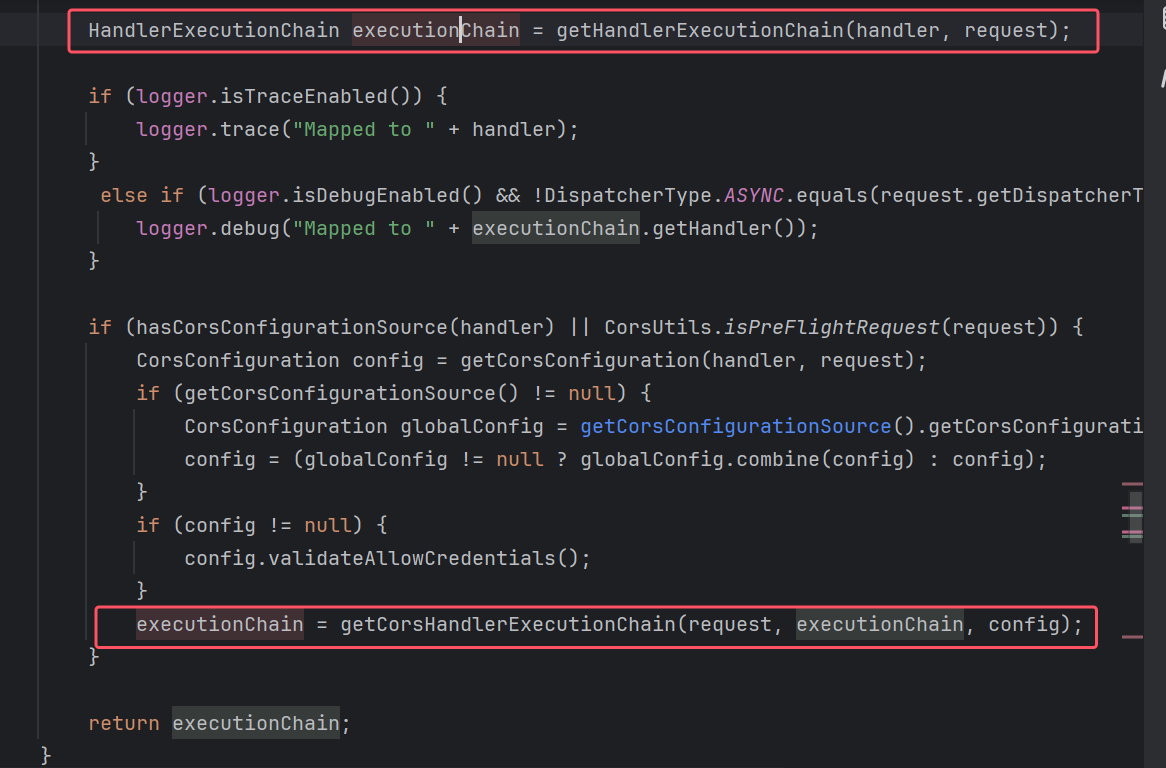 HandlerExecutionChain executionChain = getHandlerExecutionChain(handler, request);
if (logger.isTraceEnabled()) {
logger.trace("Mapped to " + handler);
}
else if (logger.isDebugEnabled() && !DispatcherType.ASYNC.equals(request.getDispatcherT
logger.debug("Mapped to " + executionChain.getHandler());
}
if (hasCorsConfigurationSource(handler) || CorsUtils.isPreFlightRequest(request)) {
CorsConfiguration config = getCorsConfiguration(handler, request);
if (getCorsConfigurationSource() != null) {
CorsConfiguration globalConfig = getCorsConfigurationSource().getCorsConfigurati
config = (globalConfig != null ? globalConfig.combine(config) : config);
}
if (config != null) {
config.validateAllowCredentials();
}
executionChain = getCorsHandlerExecutionChain(request, executionChain, config);
}
return executionChain;
}